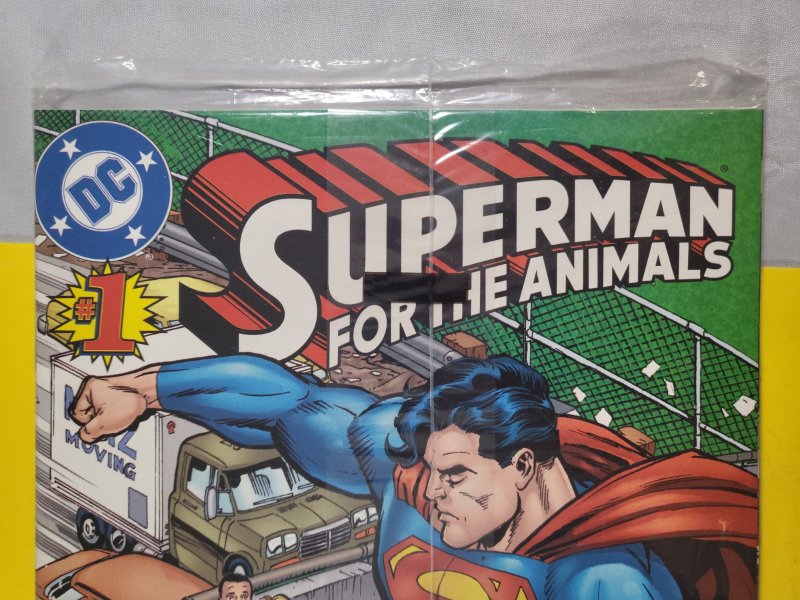 DC
SUPERMAN
FOR THE ANIMALS
#1
MOVING
S